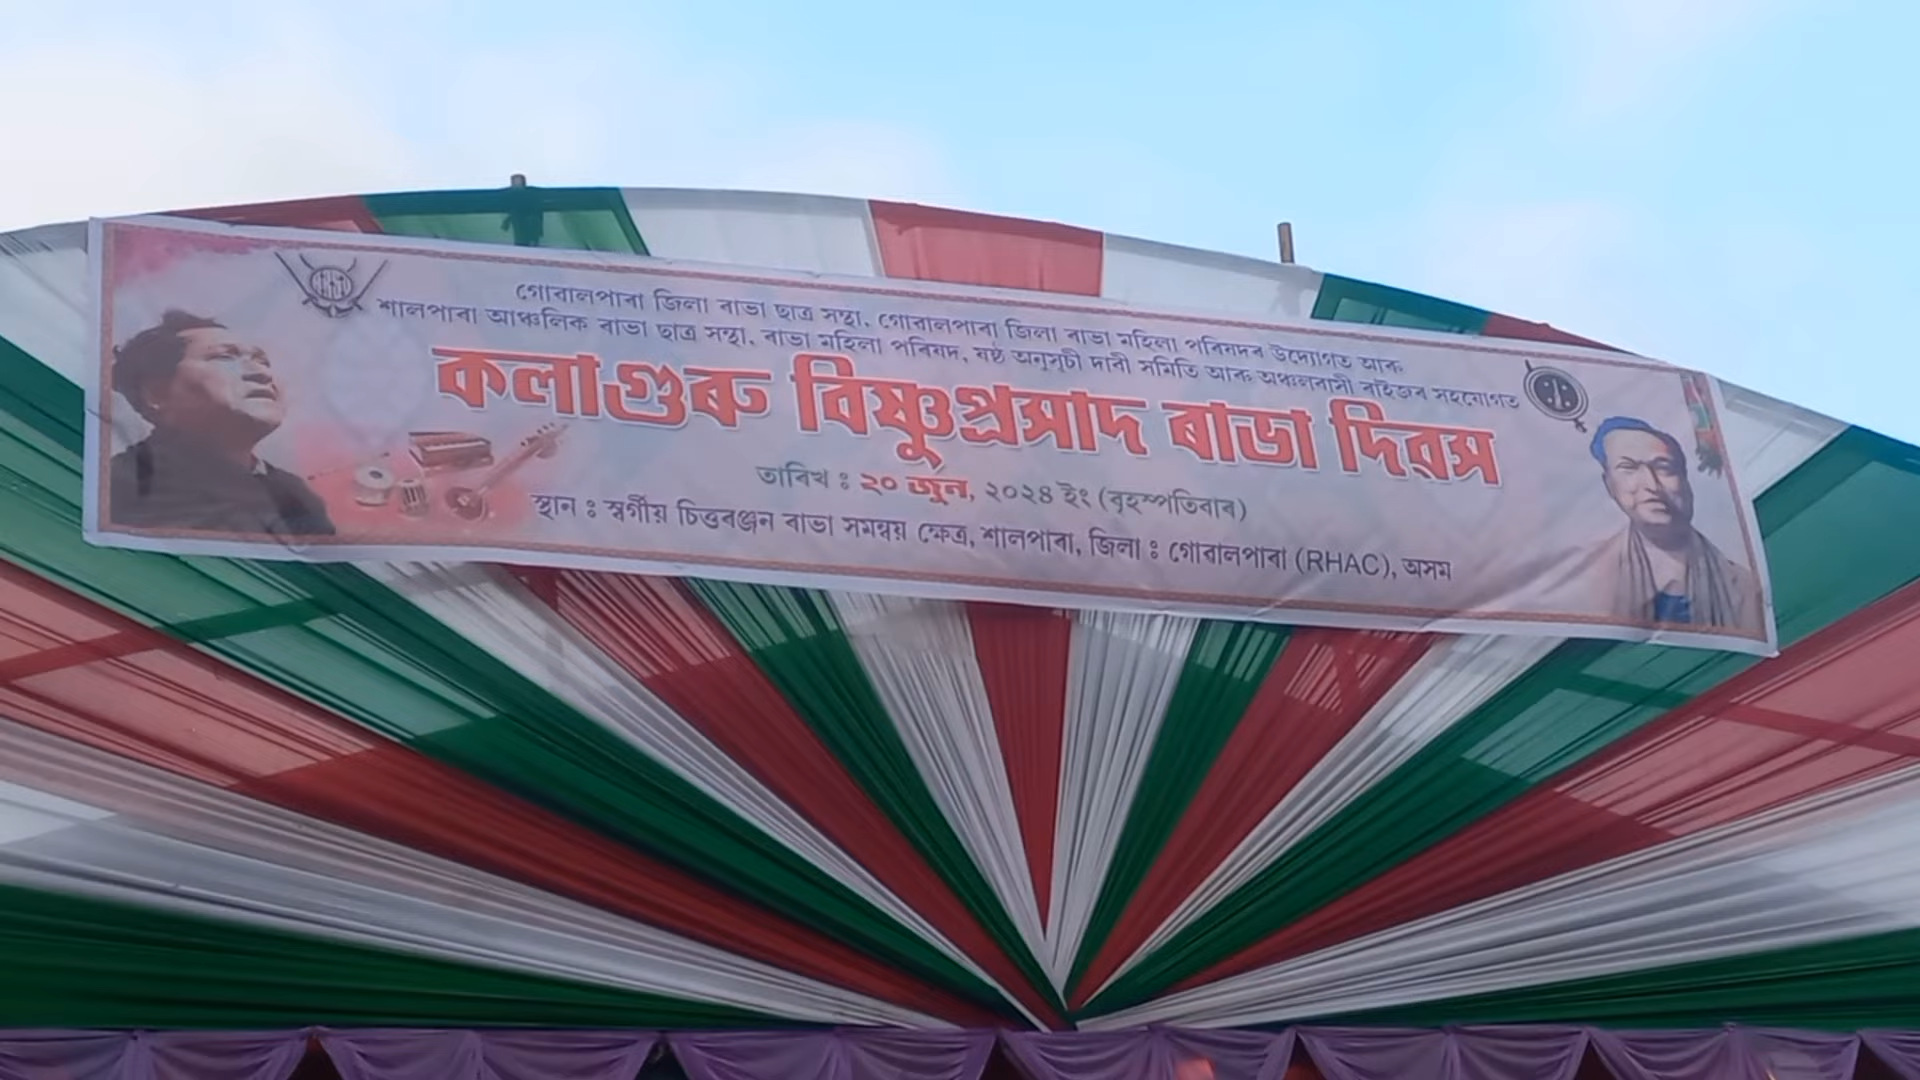 গোৱালপাৰা জিলা ৰাভা ছাত্ৰ সন্থা, গোৱালপাৰা জিলা ৰাভা মহিলা পৰিষদৰ উদ্যোগত আৰু
শালপাৰা আঞ্চলিক ৰাভা ছাত্ৰ সন্থা, ৰাভা মহিলা পৰিষদ, ষষ্ঠ অনুসূচী দাবী সমিতি আৰু অঞ্চলবাসী ৰাইজৰ সহযোগত
কলাগুৰু বিষ্ণুপ্ৰসাদ ৰাভা দিৱস
তাৰিখ : ২০ জুন, ২০২৪ ইং (বৃহস্পতিবাৰ)
স্থান : স্বৰ্গীয় চিত্তৰঞ্জন ৰাভা সমন্বয় ক্ষেত্ৰ, শালপাৰা, জিলা : গোৱালপাৰা (RHAC), অসম